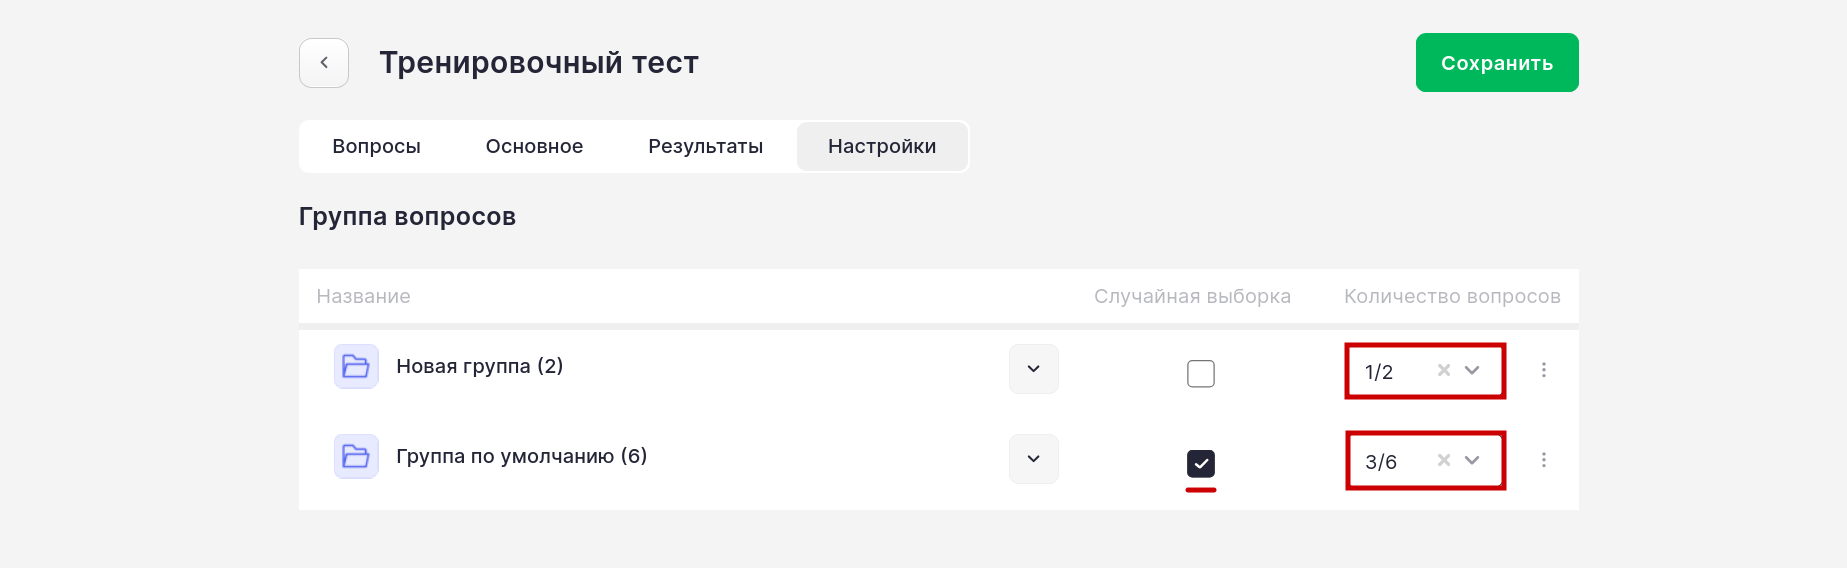 Тренировочный тест
Сохранить
Вопросы Основное Результаты Настройки
Группа вопросов
Название Случайная выборка Количество вопросов
Новая группа (2) 1/2
Группа по умолчанию (6) 3/6